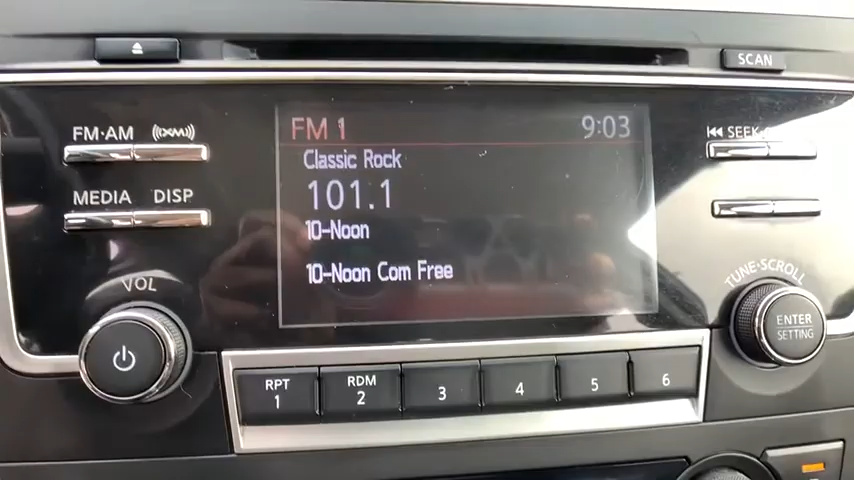 SCAN
FM·AM ((XM))
MEDIA DISP
VOL
FM 1 9:03
Classic Rock
101.1
10-Noon
10-Noon Com Free
SEEK
TUNE·SCROLL
ENTER
SETTING
RPT
1
RDM
2
3
4
5
6